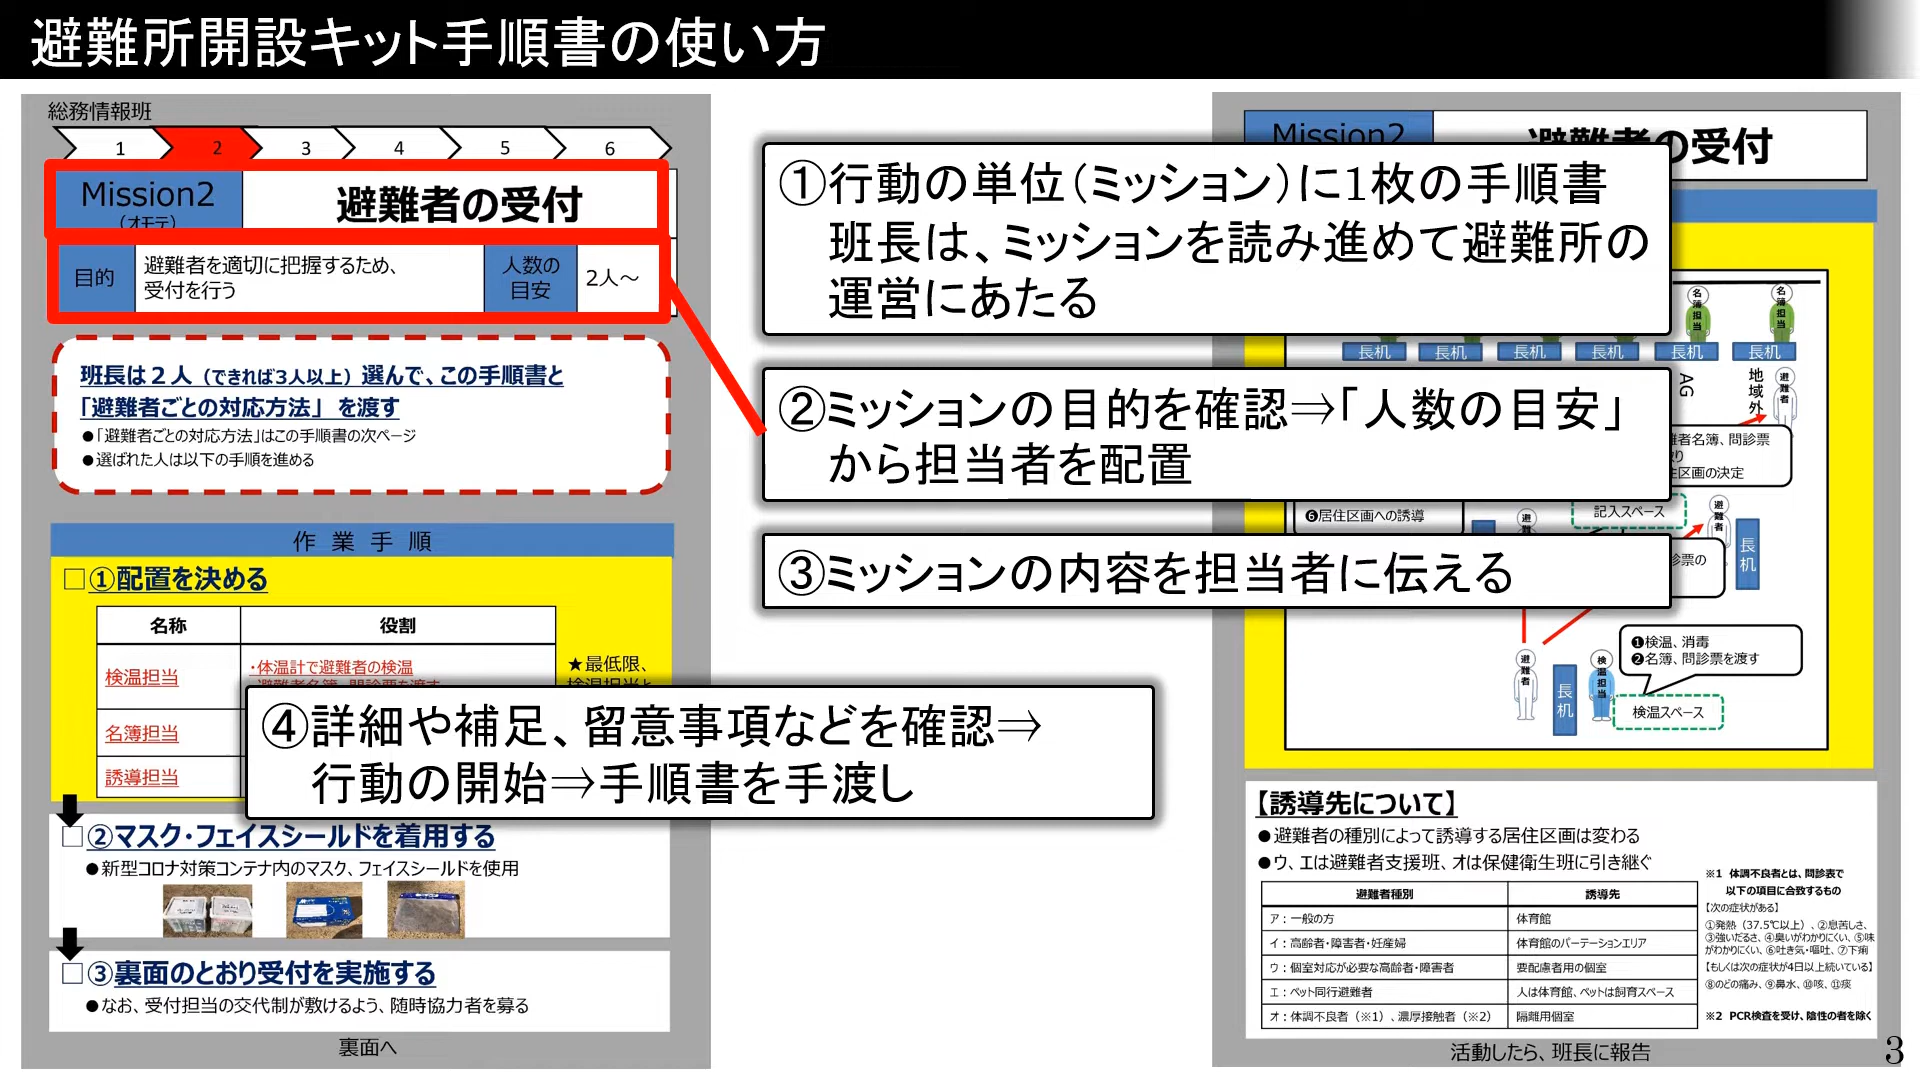 避難所開設キット手順書の使い方
総務情報班
1 2 3 4 5 6
Mission2
(オモテ)
避難者の受付
目的
避難者を適切に把握するため、
受付を行う
人数の
目安
2人～
班長は2人（できれば3人以上）選んで、この手順書と
「避難者ごとの対応方法」を渡す
●「避難者ごとの対応方法」はこの手順書の次ページ
●選ばれた人は以下の手順を進める
作業手順
□①配置を決める
名称 役割
検温担当
・体温計で避難者の検温
・避難者名簿、問診票を渡す
★最低限、
検温担当と
名簿担当
誘導担当
□②マスク・フェイスシールドを着用する
●新型コロナ対策コンテナ内のマスク、フェイスシールドを使用
□③裏面のとおり受付を実施する
●なお、受付担当の交代制が敷けるよう、随時協力者を募る
裏面へ
①行動の単位（ミッション）に1枚の手順書
班長は、ミッションを読み進めて避難所の
運営にあたる
②ミッションの目的を確認⇒「人数の目安」
から担当者を配置
③ミッションの内容を担当者に伝える
④詳細や補足、留意事項などを確認⇒
行動の開始⇒手順書を手渡し
Mission2
避難者の受付
名簿担当
名簿担当
長机 長机 長机 長机 長机 長机
AG
地域外
避難者
者名簿、問診票
区画の決定
❻居住区画への誘導
避難者
記入スペース
避難者
票の
長机
❶検温、消毒
❷名簿、問診票を渡す
避難者
長机
検温担当
検温スペース
【誘導先について】
●避難者の種別によって誘導する居住区画は変わる
●ウ、エは避難者支援班、オは保健衛生班に引き継ぐ
避難者種別 誘導先
ア：一般の方 体育館
イ：高齢者・障害者・妊産婦 体育館のパーテーションエリア
ウ：個室対応が必要な高齢者・障害者 要配慮者用の個室
エ：ペット同行避難者 人は体育館、ペットは飼育スペース
オ：体調不良者（※1）、濃厚接触者（※2） 隔離用個室
※1 体調不良者とは、問診表で
以下の項目に合致するもの
【次の症状がある】
①発熱（37.5℃以上）、②息苦しさ、
③強いだるさ、④臭いがわかりにくい、⑤味
がわかりにくい、⑥吐き気・嘔吐、⑦下痢
【もしくは次の症状が4日以上続いている】
⑧のどの痛み、⑨鼻水、⑩咳、⑪痰
※2 PCR検査を受け、陰性の者を除く
活動したら、班長に報告
3